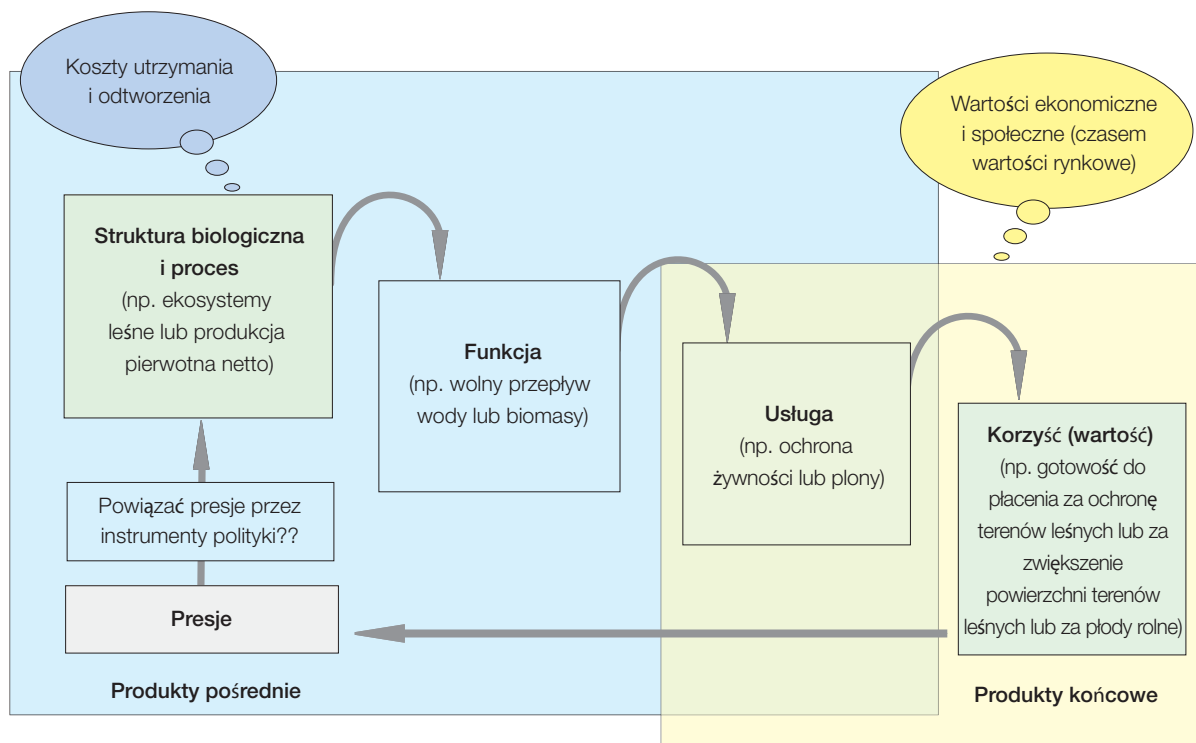 Koszty utrzymania
i odtworzenia
Wartości ekonomiczne
i społeczne (czasem
wartości rynkowe)
Struktura biologiczna
i proces
(np. ekosystemy
leśne lub produkcja
pierwotna netto)
Funkcja
(np. wolny przepływ
wody lub biomasy)
Usługa
(np. ochrona
żywności lub plony)
Korzyść (wartość)
(np. gotowość do
płacenia za ochronę
terenów leśnych lub za
zwiększenie
powierzchni terenów
leśnych lub za płody rolne)
Powiązać presje przez
instrumenty polityki??
Presje
Produkty pośrednie
Produkty końcowe